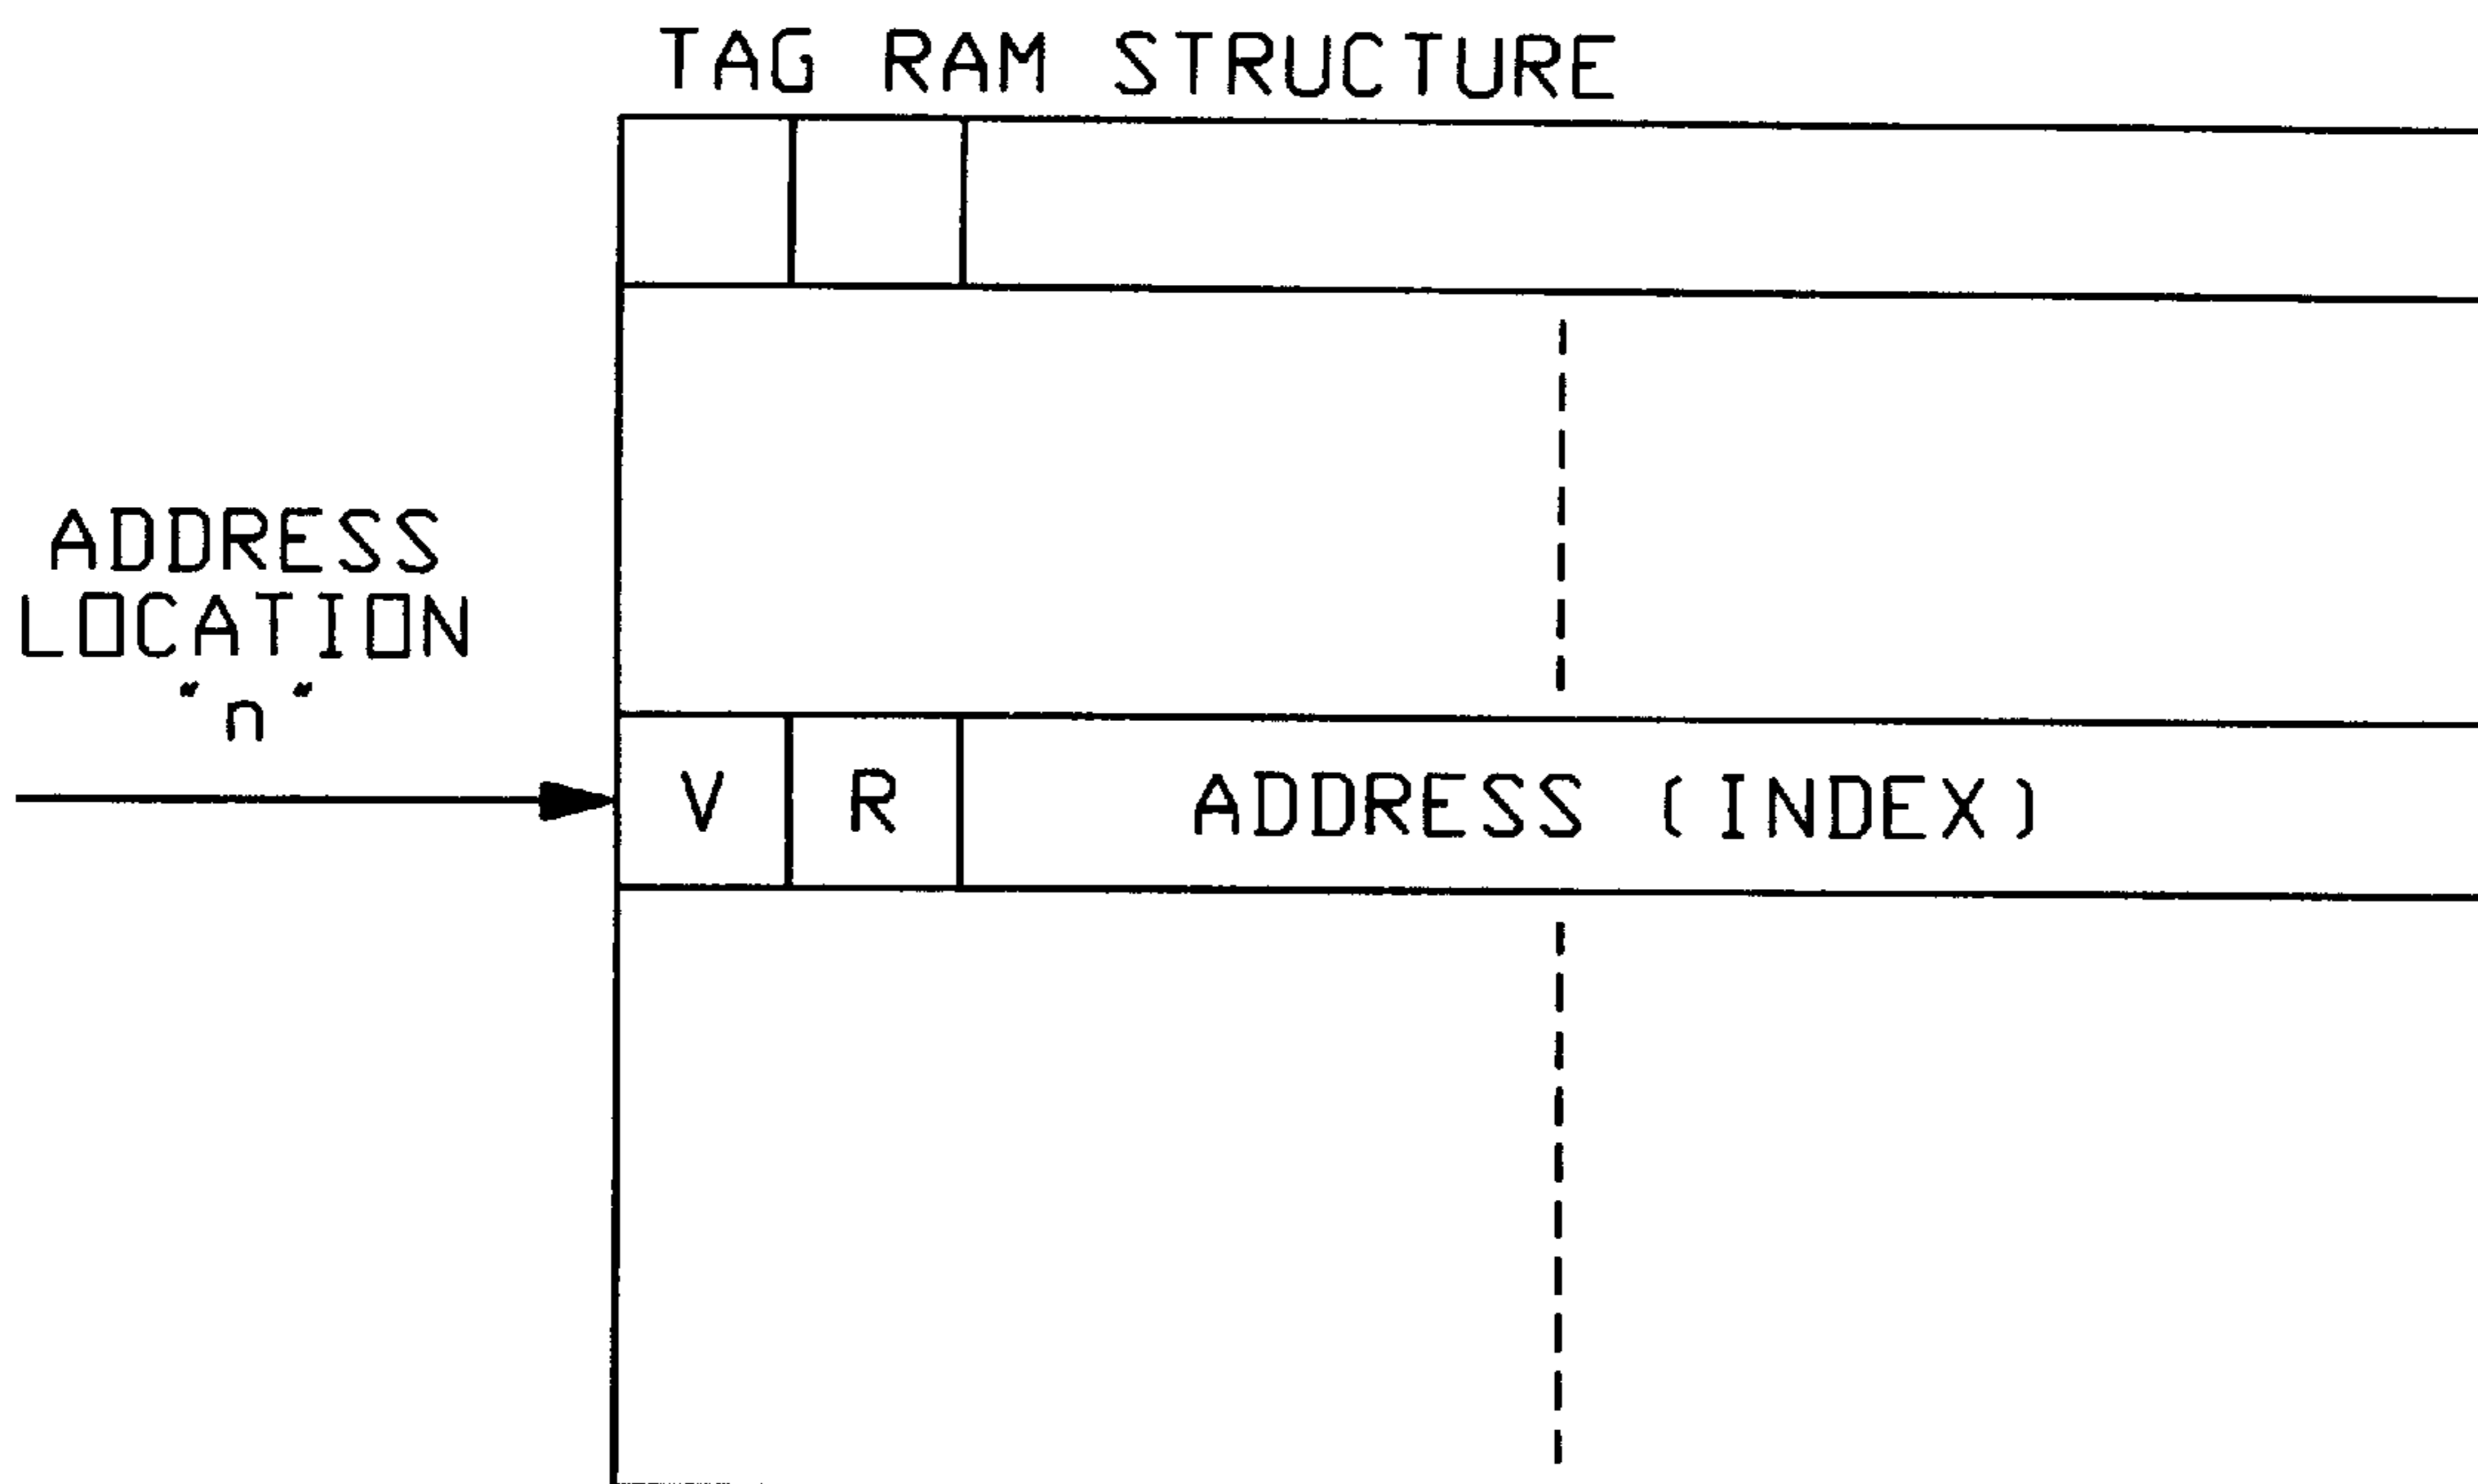 TAG RAM STRUCTURE
ADDRESS
LOCATION
"n"
V R ADDRESS (INDEX)